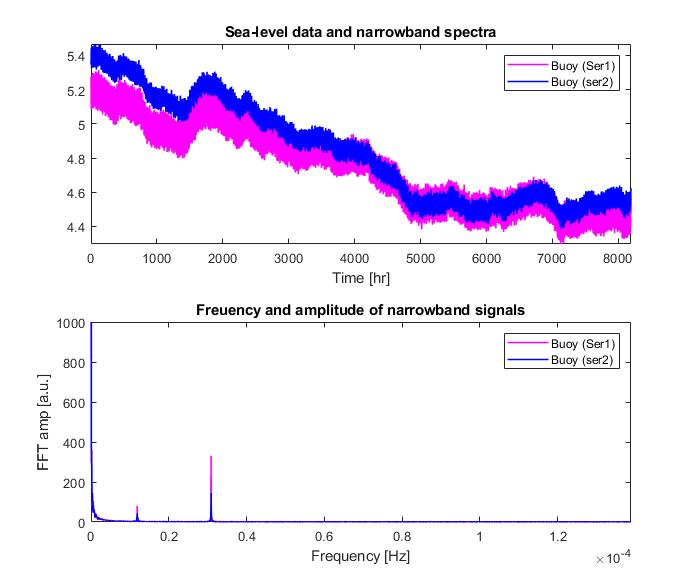 Sea-level data and narrowband spectra
5.4
5.2
5
4.8
4.6
4.4
Buoy (Ser1)
Buoy (ser2)
0 1000 2000 3000 4000 5000 6000 7000 8000
Time [hr]
Freuency and amplitude of narrowband signals
1000
800
600
400
200
0
FFT amp [a.u.]
Buoy (Ser1)
Buoy (ser2)
0 0.2 0.4 0.6 0.8 1 1.2
Frequency [Hz]
×10-4